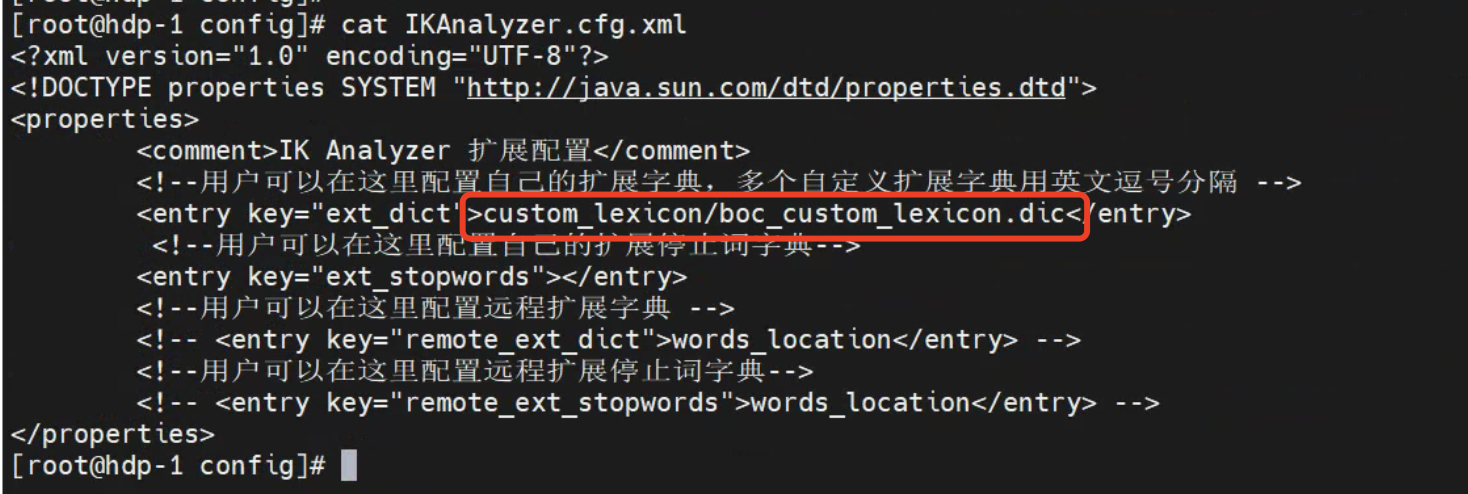 [root@hdp-1 config]# cat IKAnalyzer.cfg.xml
<?xml version="1.0" encoding="UTF-8"?>
<!DOCTYPE properties SYSTEM "http://java.sun.com/dtd/properties.dtd">
<properties>
<comment>IK Analyzer 扩展配置</comment>
<!--用户可以在这里配置自己的扩展字典，多个自定义扩展字典用英文逗号分隔 -->
<entry key="ext_dict">custom_lexicon/boc_custom_lexicon.dic</entry>
<!--用户可以在这里配置自己的扩展停止词字典-->
<entry key="ext_stopwords"></entry>
<!--用户可以在这里配置远程扩展字典 -->
<!-- <entry key="remote_ext_dict">words_location</entry> -->
<!--用户可以在这里配置远程扩展停止词字典-->
<!-- <entry key="remote_ext_stopwords">words_location</entry> -->
</properties>
[root@hdp-1 config]#